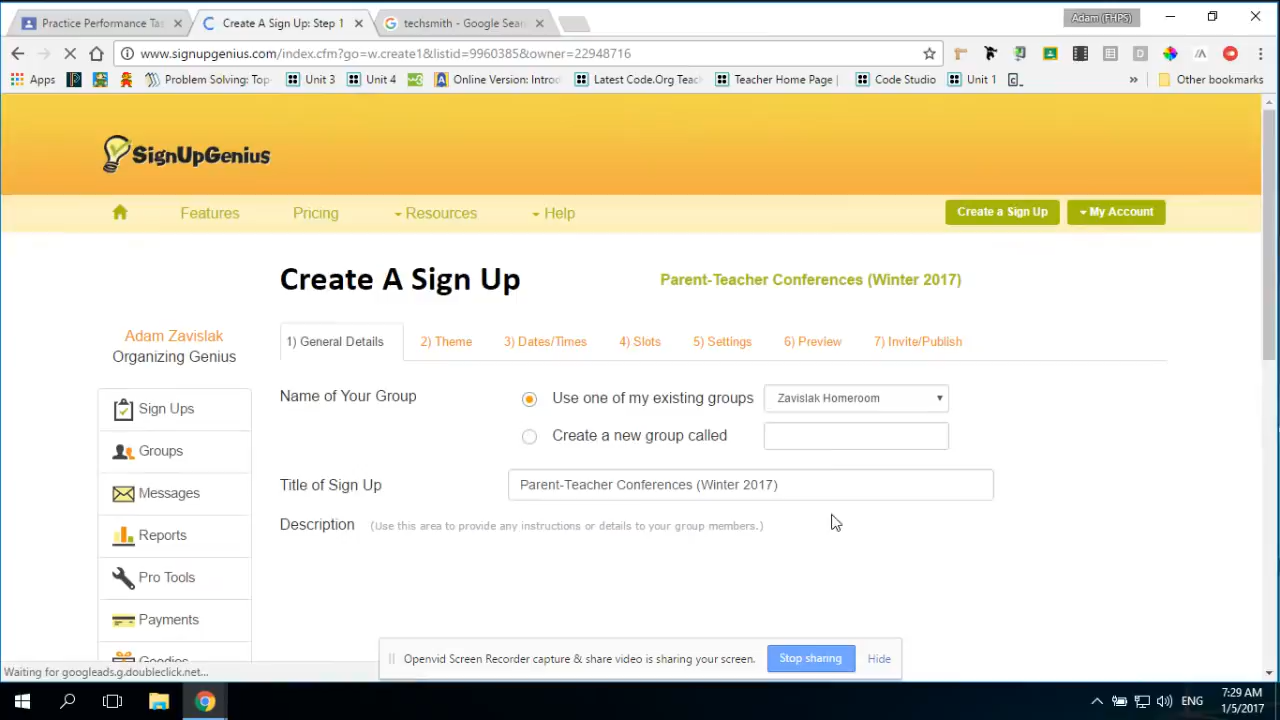 Practice Performance Tas
Create A Sign Up: Step 1
techsmith - Google Sear
Adam (FHPS)
www.signupgenius.com/index.cfm?go=w.create1&listid=9960385&owner=22948716
Apps
Problem Solving: Top
Unit 3
Unit 4
Online Version: Introd
Latest Code.Org Teac
Teacher Home Page |
Code Studio
Unit 1
Other bookmarks
SignUpGenius
Features
Pricing
Resources
Help
Create a Sign Up
My Account
Create A Sign Up
Parent-Teacher Conferences (Winter 2017)
Adam Zavislak
Organizing Genius
1) General Details
2) Theme
3) Dates/Times
4) Slots
5) Settings
6) Preview
7) Invite/Publish
Name of Your Group
Use one of my existing groups
Zavislak Homeroom
Create a new group called
Sign Ups
Groups
Title of Sign Up
Parent-Teacher Conferences (Winter 2017)
Messages
Description
(Use this area to provide any instructions or details to your group members.)
Reports
Pro Tools
Payments
Goodies
Openvid Screen Recorder capture & share video is sharing your screen.
Stop sharing
Hide
Waiting for googleads.g.doubleclick.net...
ENG
7:29 AM
1/5/2017